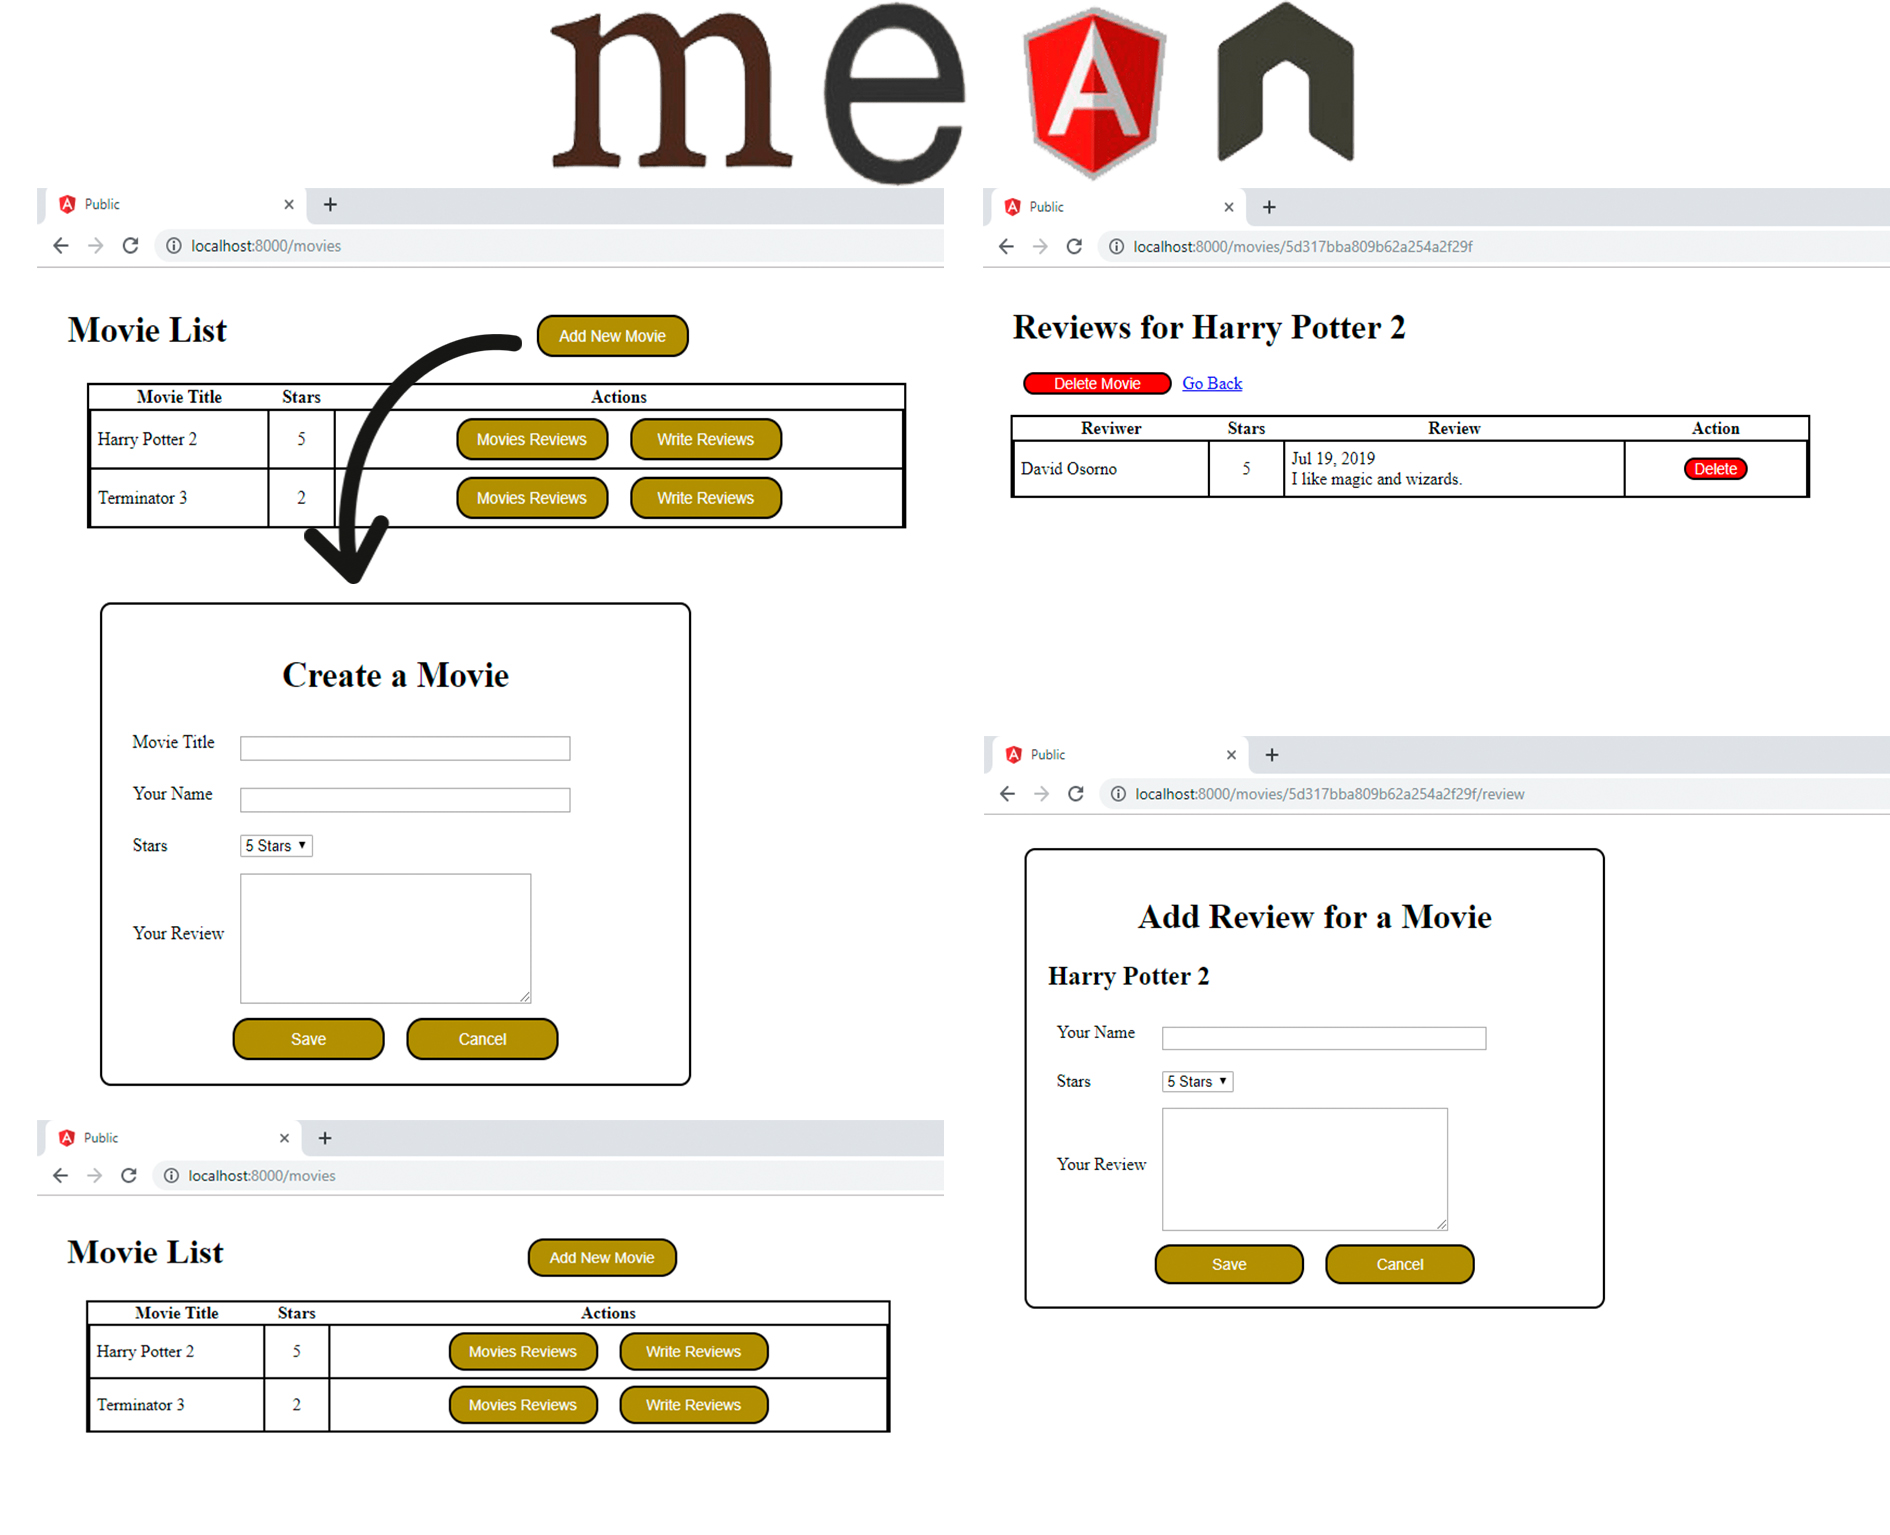 mean
Public
localhost:8000/movies
Movie List
Add New Movie
Movie Title Stars Actions
Harry Potter 2 5 Movies Reviews Write Reviews
Terminator 3 2 Movies Reviews Write Reviews
Create a Movie
Movie Title
Your Name
Stars 5 Stars
Your Review
Save Cancel
Public
localhost:8000/movies
Movie List
Add New Movie
Movie Title Stars Actions
Harry Potter 2 5 Movies Reviews Write Reviews
Terminator 3 2 Movies Reviews Write Reviews
Public
localhost:8000/movies/5d317bba809b62a254a2f29f
Reviews for Harry Potter 2
Delete Movie Go Back
Reviwer Stars Review Action
David Osorno 5 Jul 19, 2019
I like magic and wizards.
Delete
Public
localhost:8000/movies/5d317bba809b62a254a2f29f/review
Add Review for a Movie
Harry Potter 2
Your Name
Stars 5 Stars
Your Review
Save Cancel